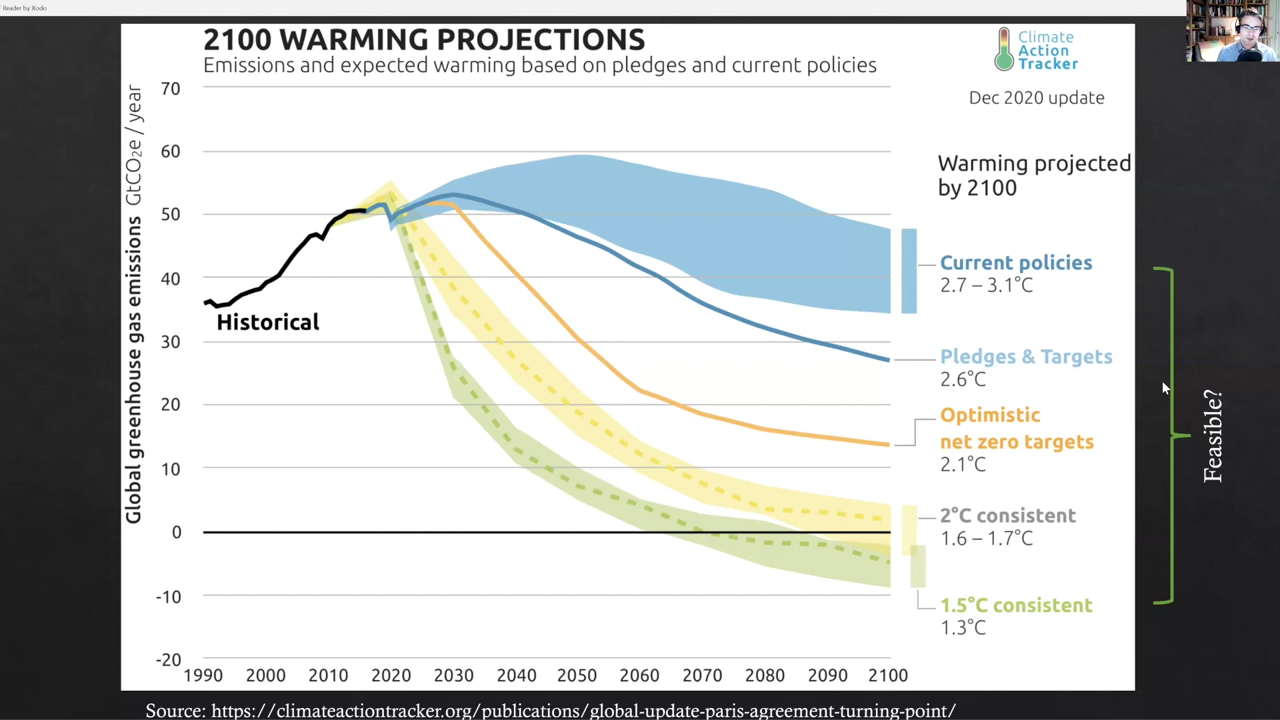 Reader by Xodo
2100 WARMING PROJECTIONS
Emissions and expected warming based on pledges and current policies
Climate
Action
Tracker
Dec 2020 update
Global greenhouse gas emissions GtCO₂e / year
70
60
50
40
30
20
10
0
-10
-20
1990 2000 2010 2020 2030 2040 2050 2060 2070 2080 2090 2100
Historical
Warming projected
by 2100
Current policies
2.7 – 3.1°C
Pledges & Targets
2.6°C
Optimistic
net zero targets
2.1°C
2°C consistent
1.6 – 1.7°C
1.5°C consistent
1.3°C
Feasible?
Source: https://climateactiontracker.org/publications/global-update-paris-agreement-turning-point/